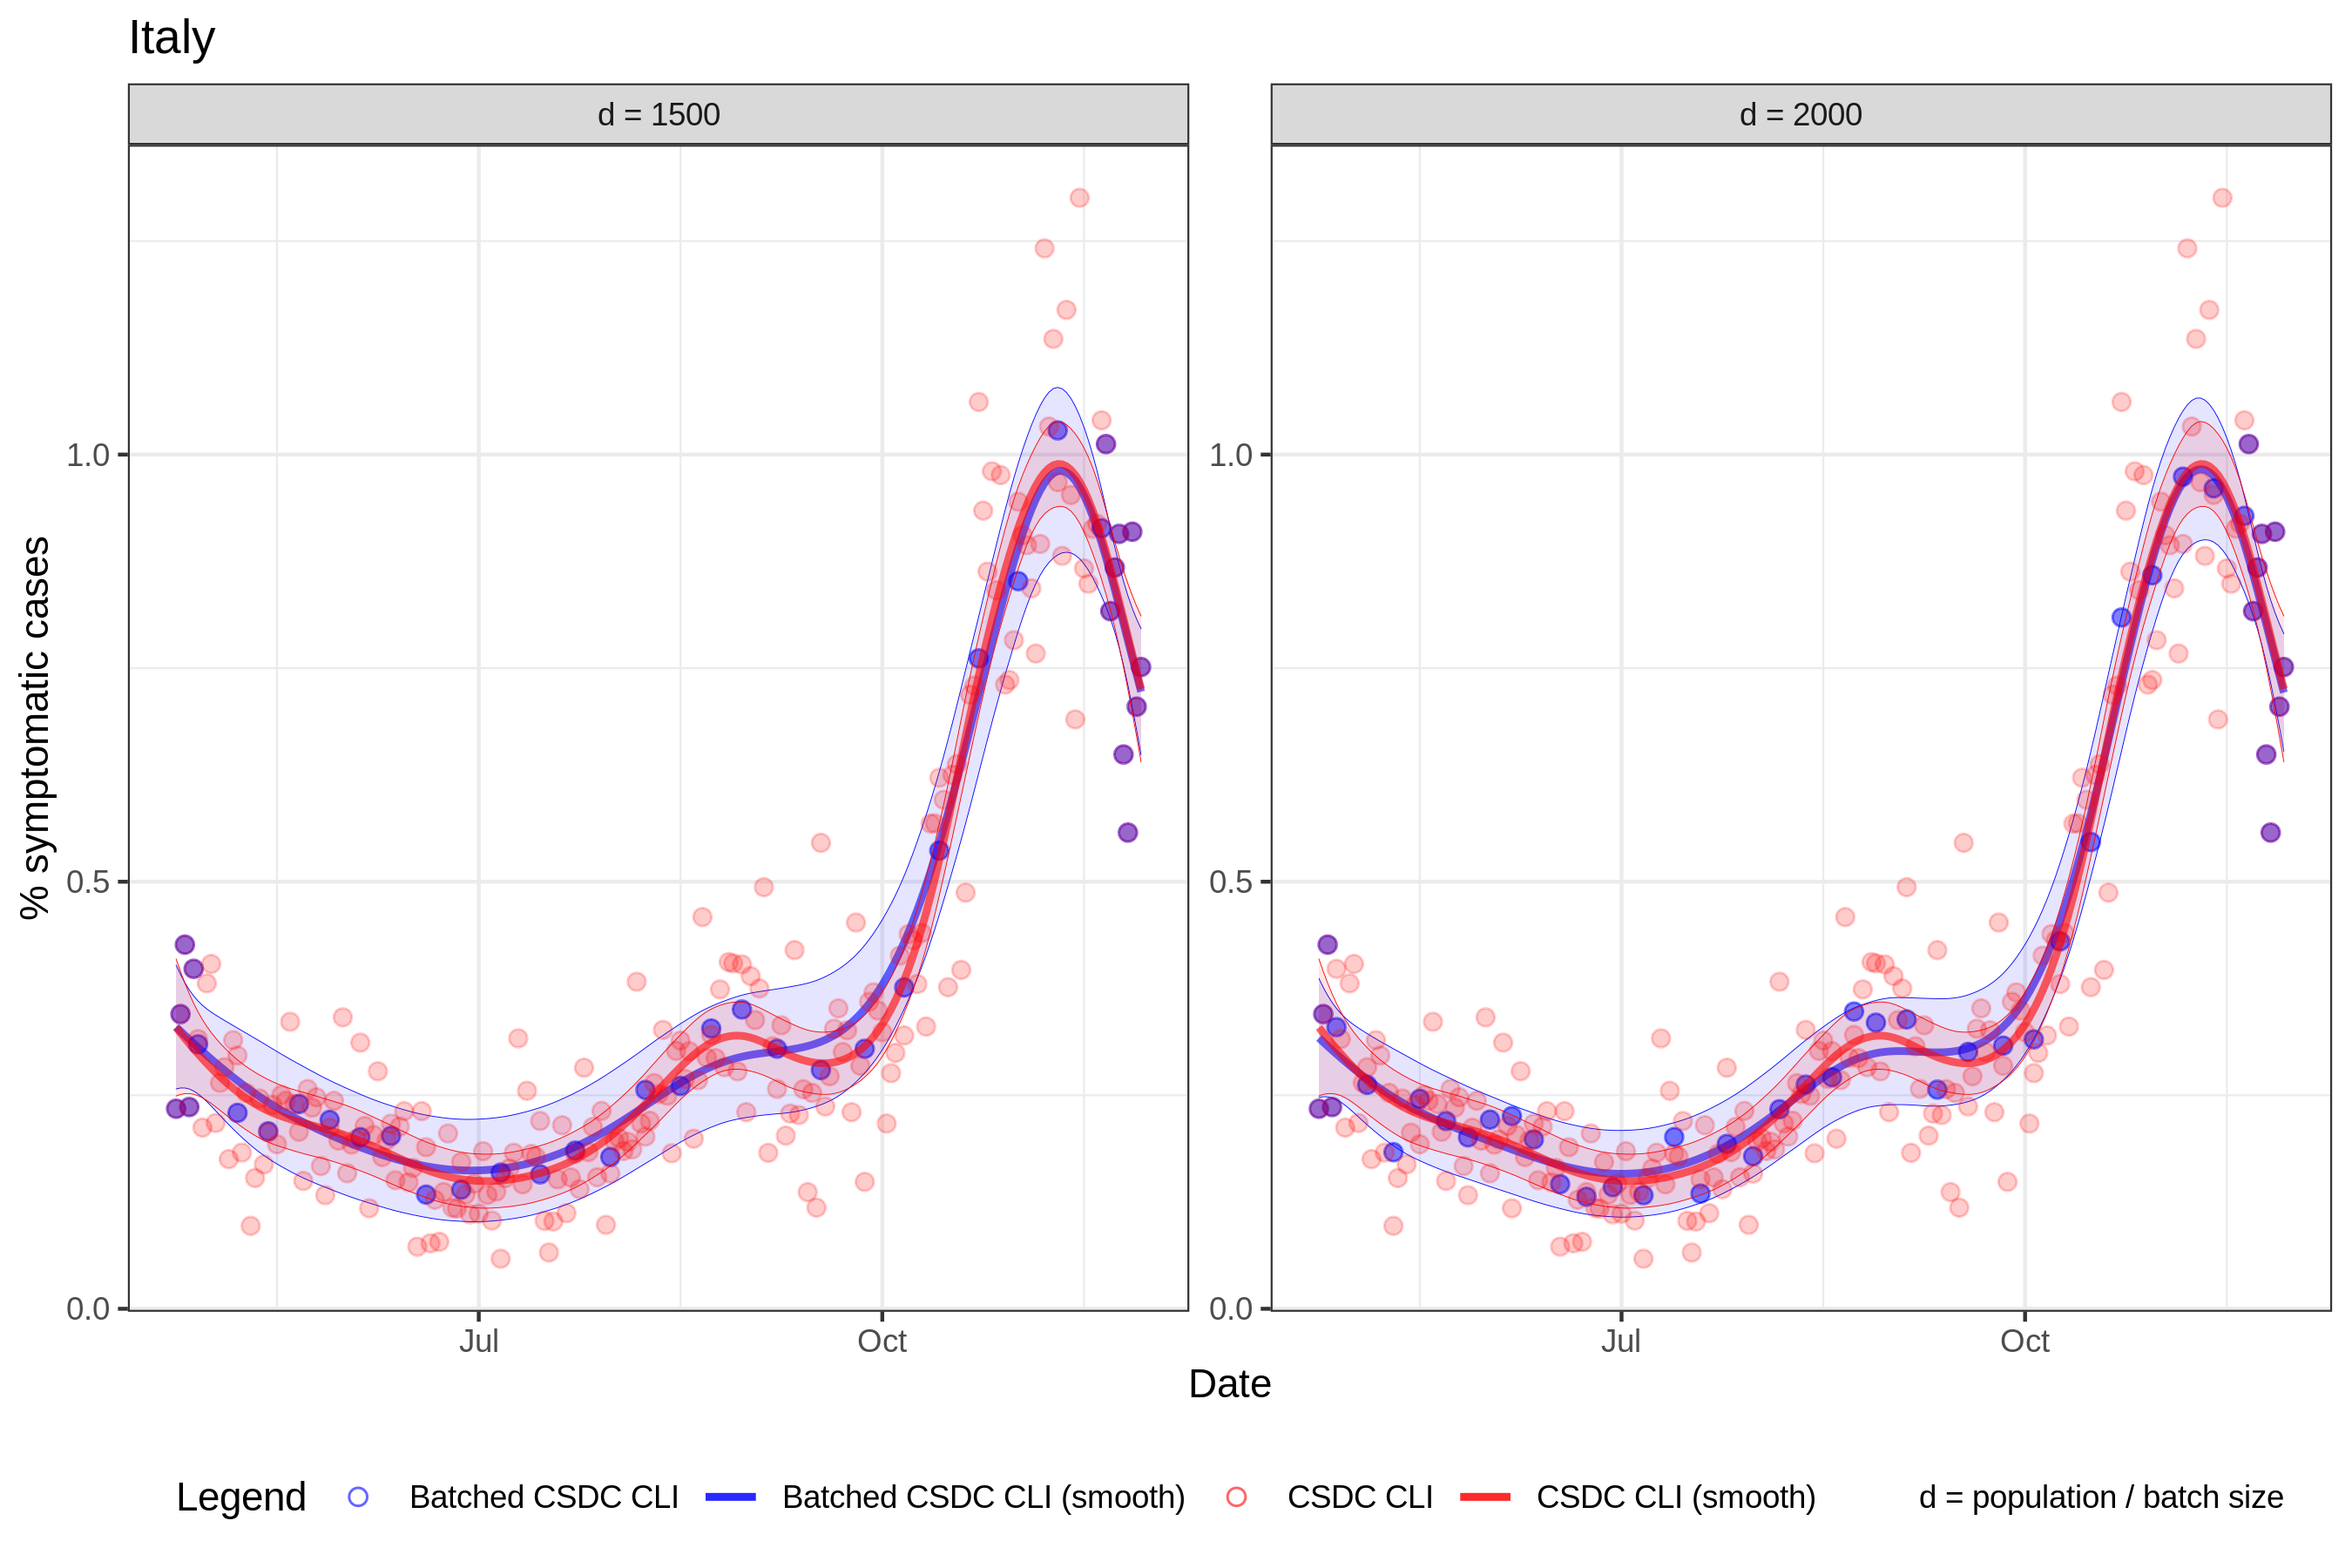 Italy
d = 1500
d = 2000
% symptomatic cases
1.0
0.5
0.0
1.0
0.5
0.0
Jul
Oct
Jul
Oct
Date
Legend
Batched CSDC CLI
Batched CSDC CLI (smooth)
CSDC CLI
CSDC CLI (smooth)
d = population / batch size